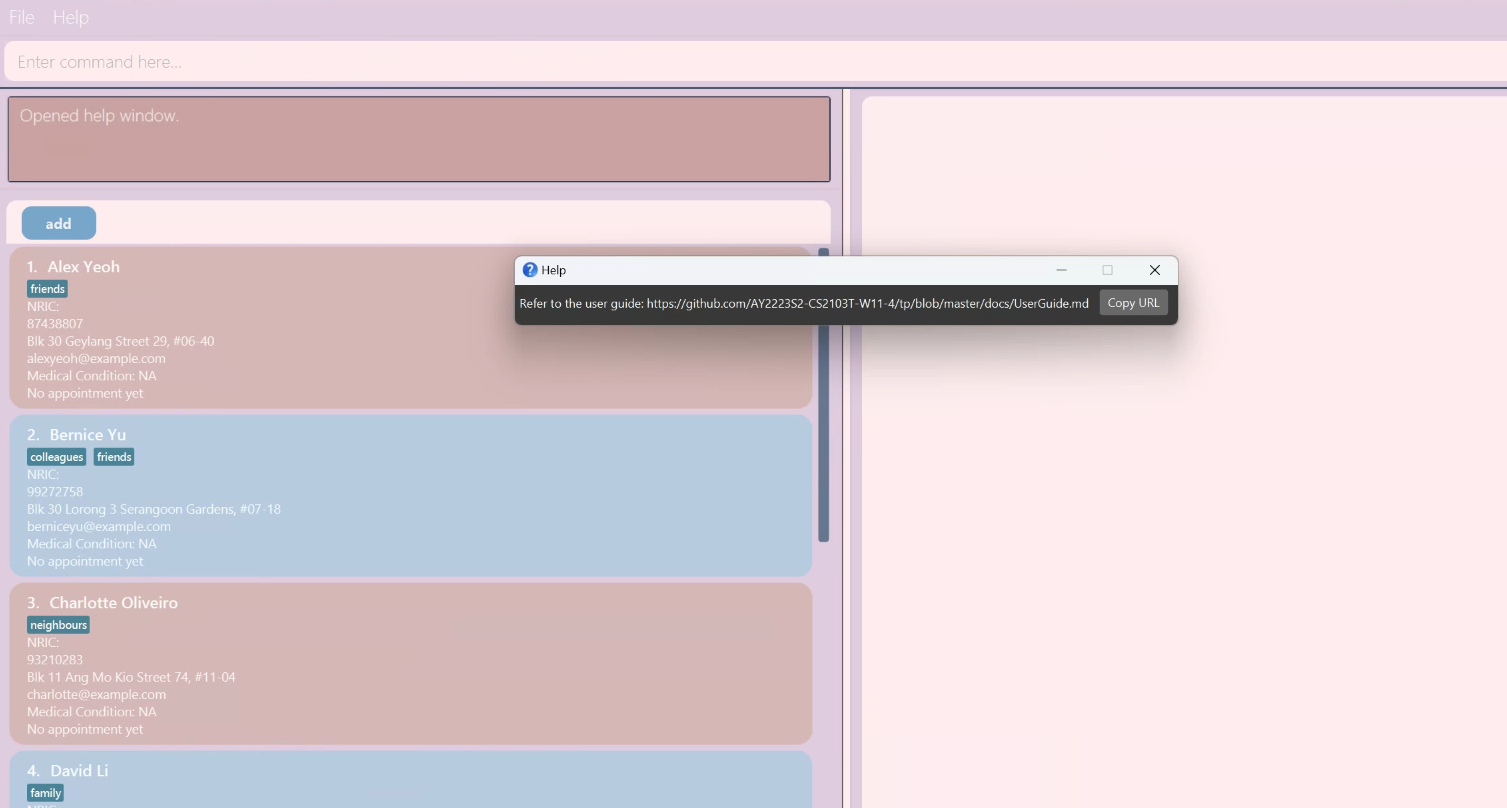 File Help
Enter command here...
Opened help window.
add
1. Alex Yeoh
friends
NRIC:
87438807
Blk 30 Geylang Street 29, #06-40
alexyeoh@example.com
Medical Condition: NA
No appointment yet
Help
Refer to the user guide: https://github.com/AY2223S2-CS2103T-W11-4/tp/blob/master/docs/UserGuide.md Copy URL
2. Bernice Yu
colleagues friends
NRIC:
99272758
Blk 30 Lorong 3 Serangoon Gardens, #07-18
berniceyu@example.com
Medical Condition: NA
No appointment yet
3. Charlotte Oliveiro
neighbours
NRIC:
93210283
Blk 11 Ang Mo Kio Street 74, #11-04
charlotte@example.com
Medical Condition: NA
No appointment yet
4. David Li
family
NRIC: